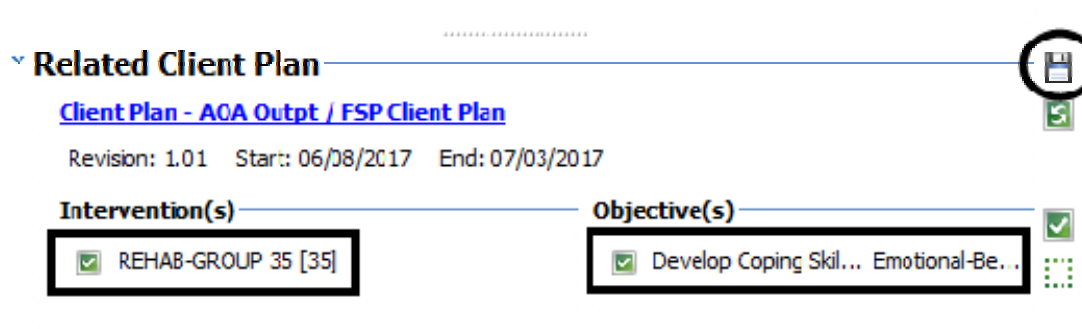 Related Client Plan
Client Plan - AOA Outpt / FSP Client Plan
Revision: 1.01 Start: 06/08/2017 End: 07/03/2017
Intervention(s) Objective(s)
REHAB-GROUP 35 [35] Develop Coping Skil... Emotional-Be...